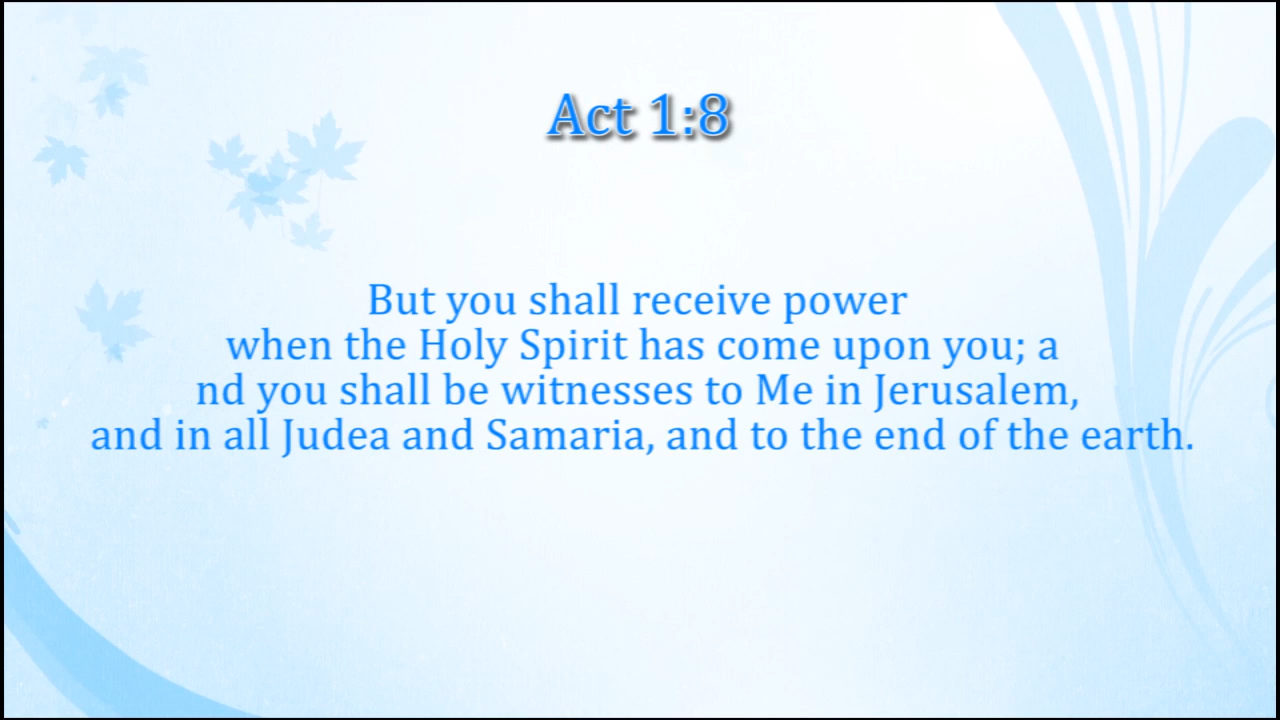 Act 1:8
But you shall receive power
when the Holy Spirit has come upon you; a
nd you shall be witnesses to Me in Jerusalem,
and in all Judea and Samaria, and to the end of the earth.